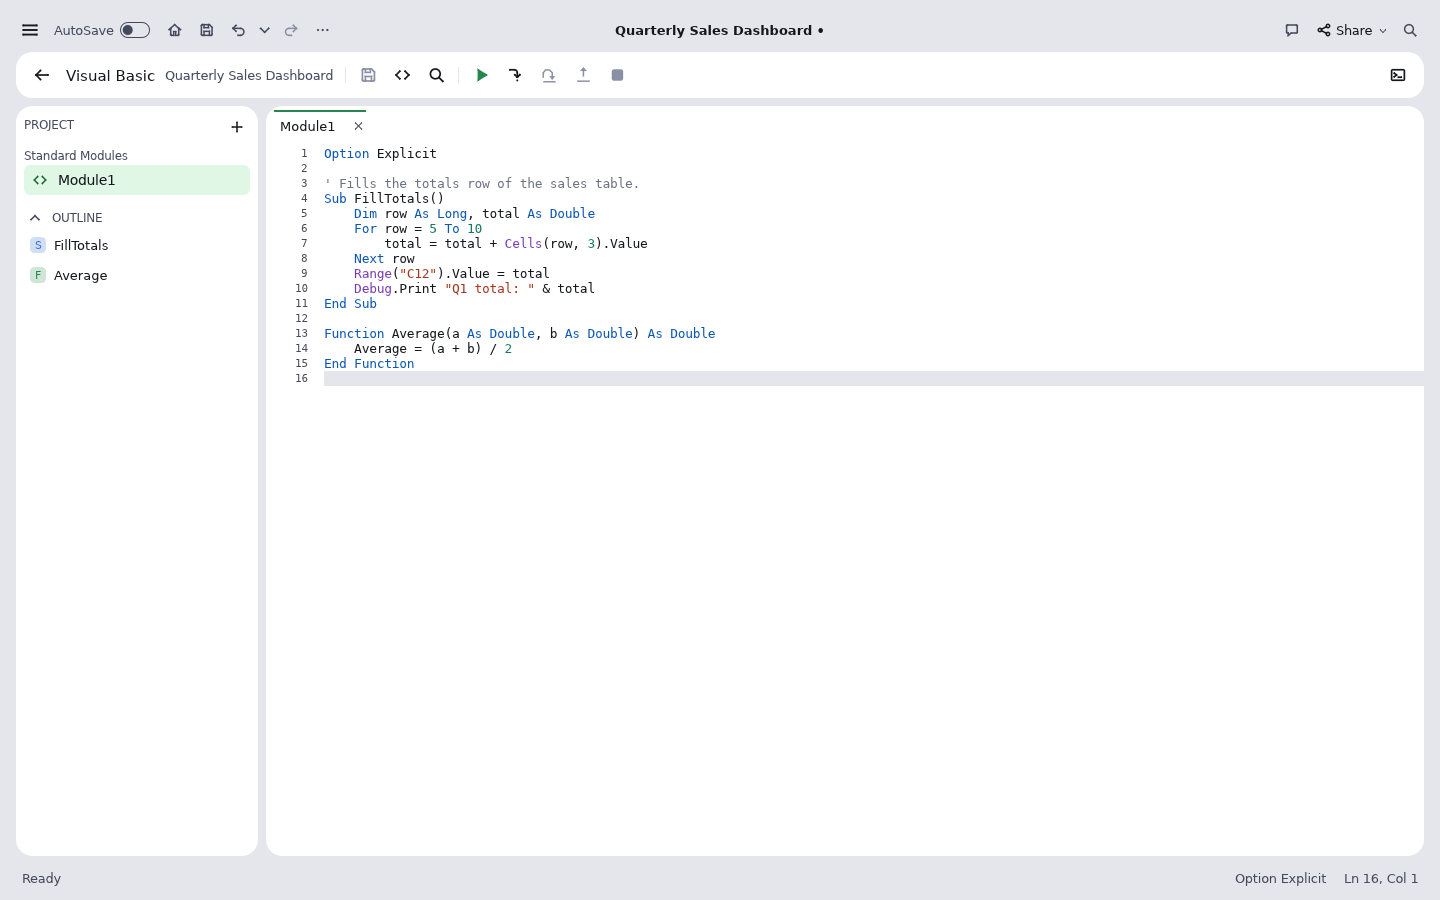 AutoSave
Quarterly Sales Dashboard •
Share
Visual Basic Quarterly Sales Dashboard
PROJECT
Standard Modules
Module1
OUTLINE
S FillTotals
F Average
Module1
1 Option Explicit
2
3 ' Fills the totals row of the sales table.
4 Sub FillTotals()
5     Dim row As Long, total As Double
6     For row = 5 To 10
7         total = total + Cells(row, 3).Value
8     Next row
9     Range("C12").Value = total
10     Debug.Print "Q1 total: " & total
11 End Sub
12
13 Function Average(a As Double, b As Double) As Double
14     Average = (a + b) / 2
15 End Function
16
Ready
Option Explicit Ln 16, Col 1